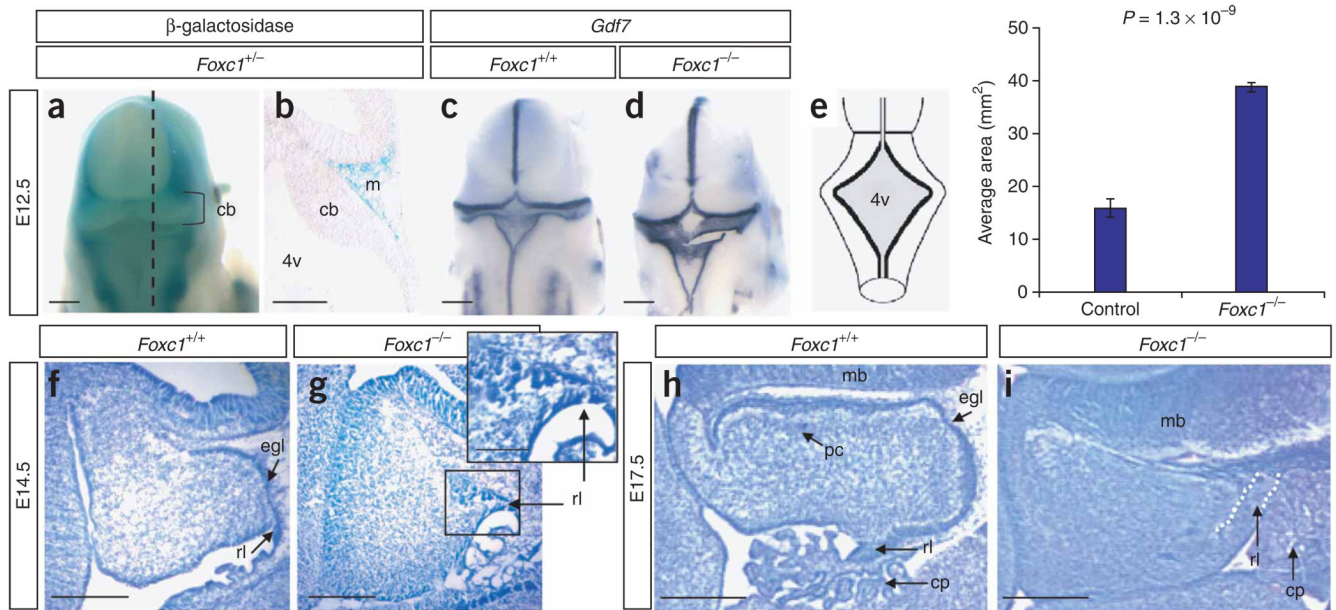 β-galactosidase
Gdf7
Foxc1+/–
Foxc1+/+
Foxc1–/–
E12.5
a
cb
b
m
cb
4v
c
d
e
4v
P = 1.3 × 10–9
Average area (mm2)
50
40
30
20
10
0
Control
Foxc1–/–
Foxc1+/+
Foxc1–/–
Foxc1+/+
Foxc1–/–
E14.5
f
egl
rl
g
rl
E17.5
h
mb
egl
pc
rl
cp
i
mb
rl
cp